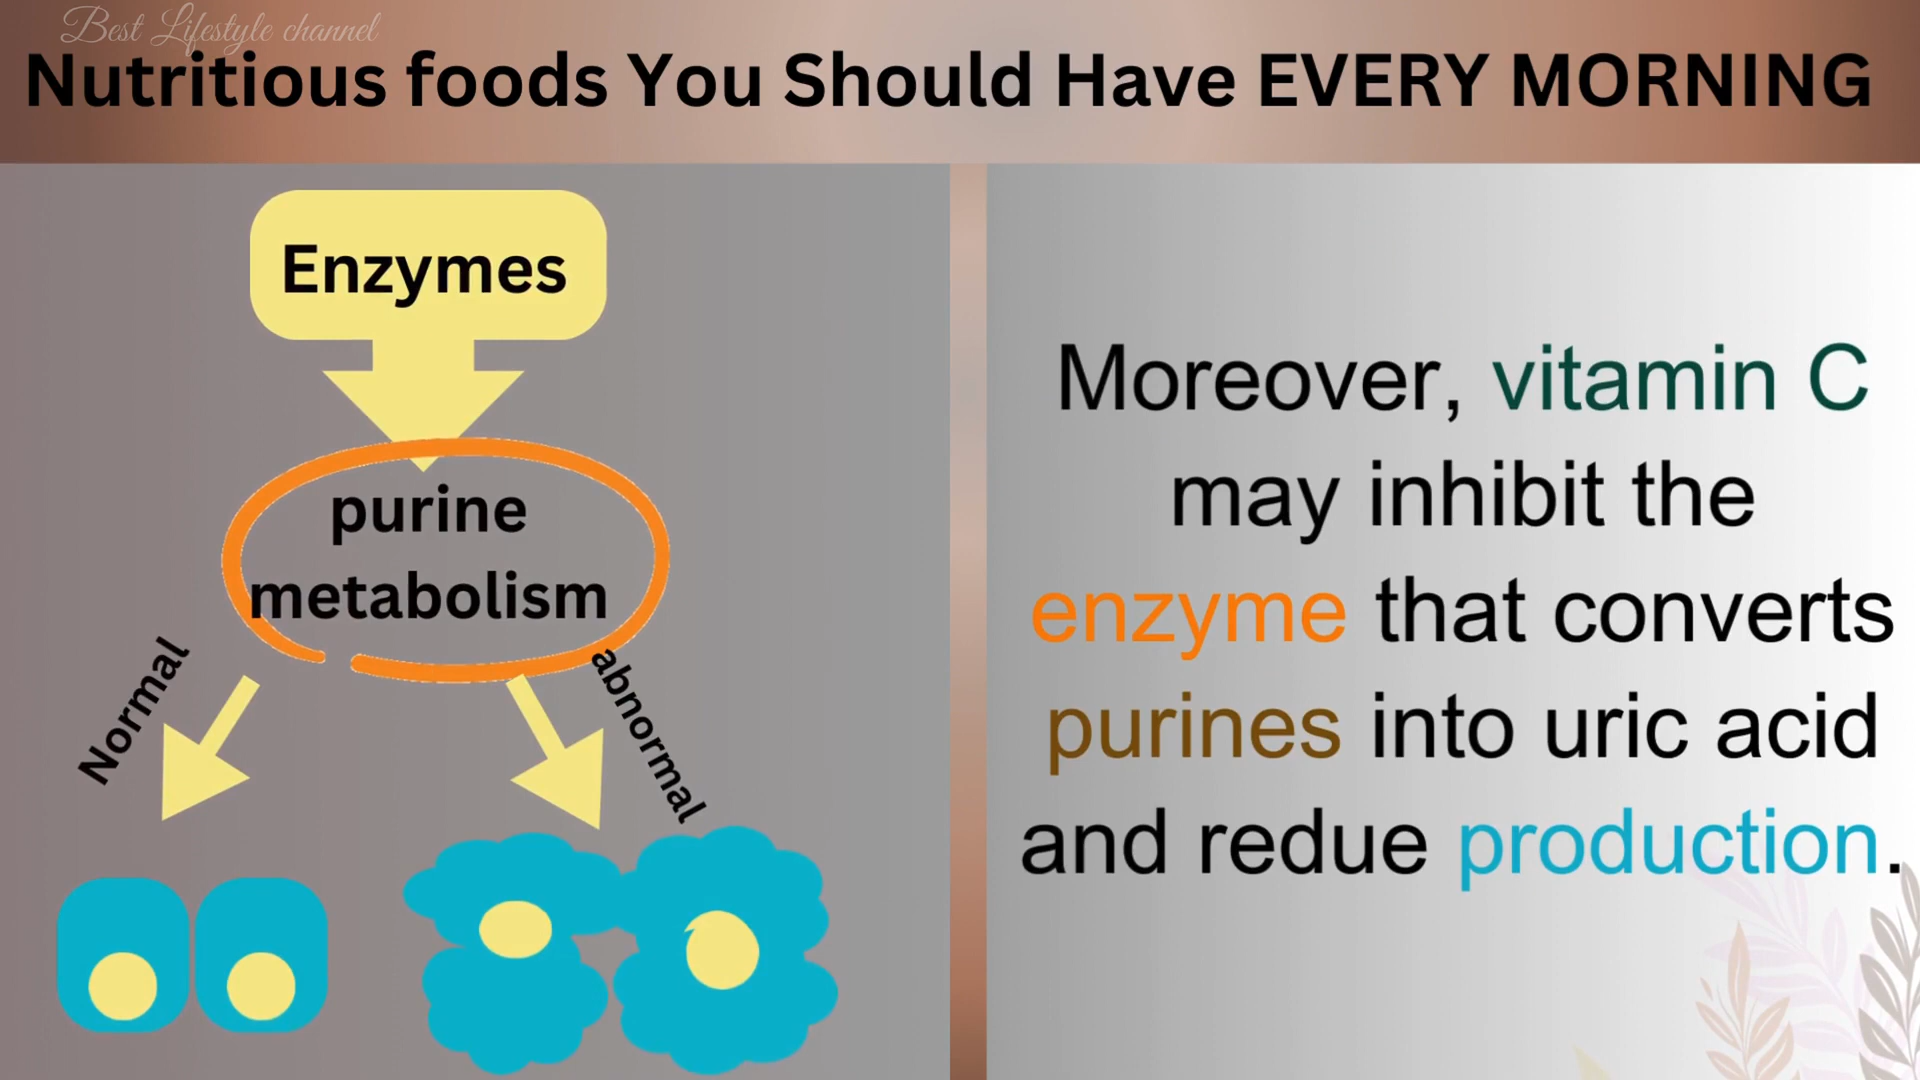 Best Lifestyle channel
Nutritious foods You Should Have EVERY MORNING
Enzymes
purine
metabolism
Normal
abnormal
Moreover, vitamin C
may inhibit the
enzyme that converts
purines into uric acid
and redue production.